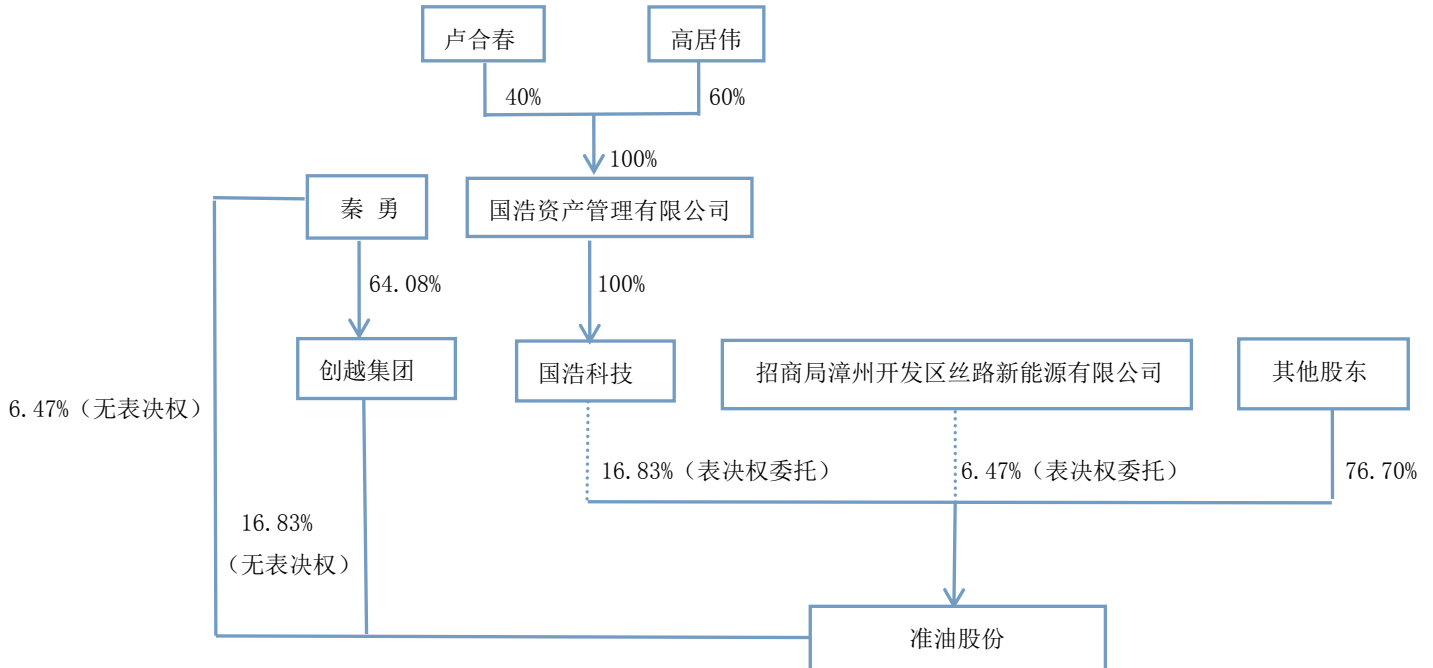 卢合春
高居伟
40%
60%
100%
秦 勇
国浩资产管理有限公司
64.08%
100%
创越集团
国浩科技
招商局漳州开发区丝路新能源有限公司
其他股东
6.47%（无表决权）
16.83%（表决权委托）
6.47%（表决权委托）
76.70%
16.83%
（无表决权）
准油股份